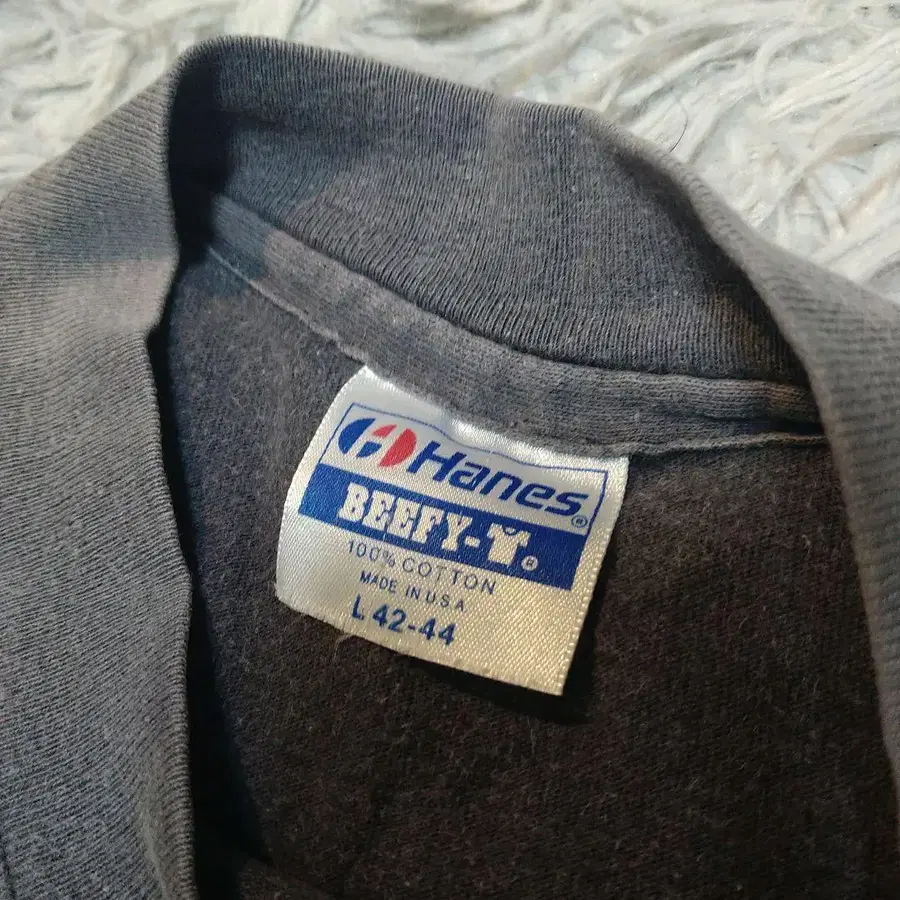 Hanes®
BEEFY-T®
100% COTTON
MADE IN U S A
L 42-44